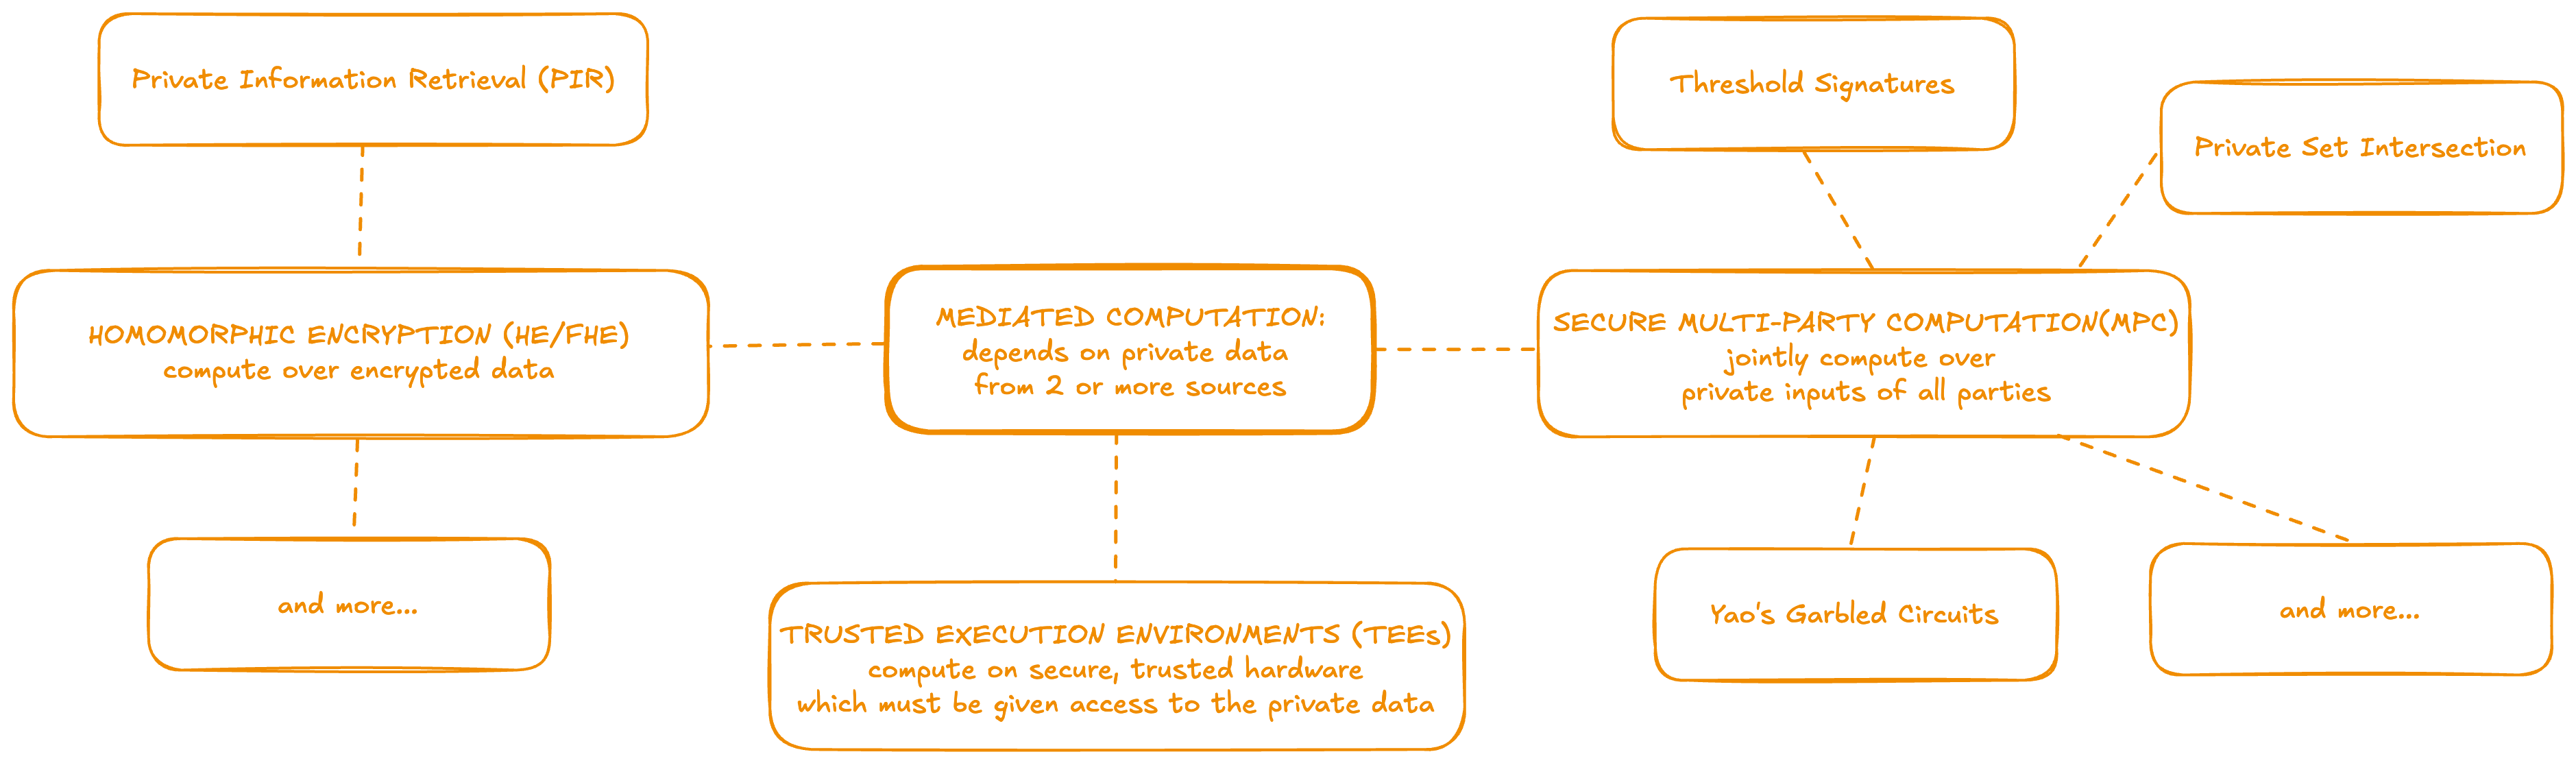 Private Information Retrieval (PIR)
Threshold Signatures
Private Set Intersection
HOMOMORPHIC ENCRYPTION (HE/FHE)
compute over encrypted data
MEDIATED COMPUTATION:
depends on private data
from 2 or more sources
SECURE MULTI-PARTY COMPUTATION(MPC)
jointly compute over
private inputs of all parties
and more...
TRUSTED EXECUTION ENVIRONMENTS (TEEs)
compute on secure, trusted hardware
which must be given access to the private data
Yao's Garbled Circuits
and more...